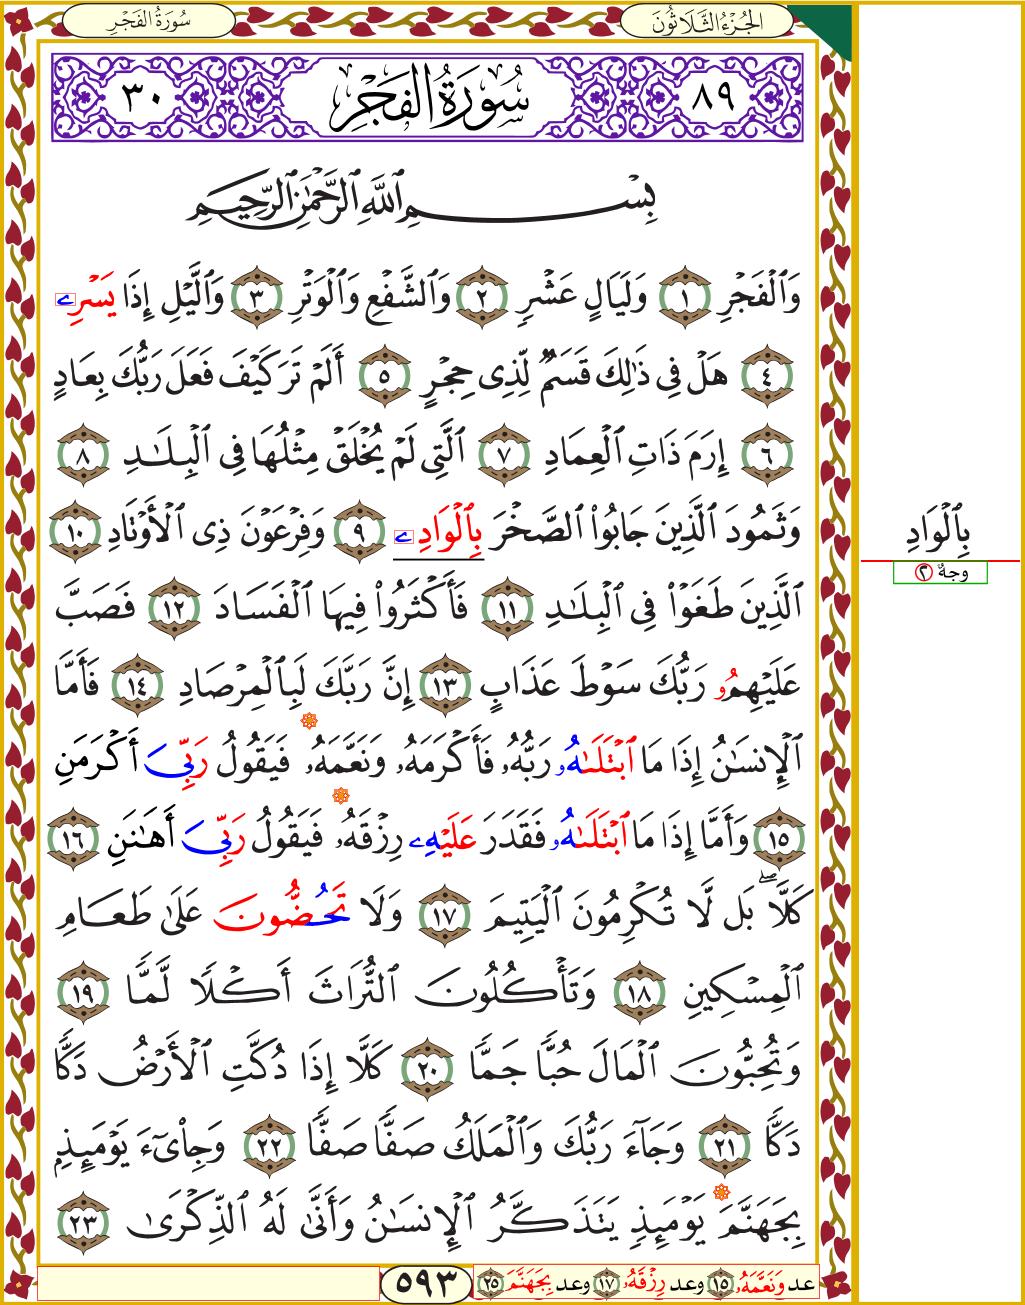 الجُزْءُ الثَّلَاثُونَ
سُورَةُ الفَجْرِ
٨٩
سُورَةُ الفَجْرِ
٣٠
بِسْمِ ٱللَّهِ ٱلرَّحْمَٰنِ ٱلرَّحِيمِ
وَٱلْفَجْرِ ١ وَلَيَالٍ عَشْرٍ ٢ وَٱلشَّفْعِ وَٱلْوَتْرِ ٣ وَٱلَّيْلِ إِذَا يَسْرِۦ
٤ هَلْ فِى ذَٰلِكَ قَسَمٌ لِّذِى حِجْرٍ ٥ أَلَمْ تَرَ كَيْفَ فَعَلَ رَبُّكَ بِعَادٍ
٦ إِرَمَ ذَاتِ ٱلْعِمَادِ ٧ ٱلَّتِى لَمْ يُخْلَقْ مِثْلُهَا فِى ٱلْبِلَٰدِ ٨
وَثَمُودَ ٱلَّذِينَ جَابُوا۟ ٱلصَّخْرَ بِٱلْوَادِۦ ٩ وَفِرْعَوْنَ ذِى ٱلْأَوْتَادِ ١٠
ٱلَّذِينَ طَغَوْا۟ فِى ٱلْبِلَٰدِ ١١ فَأَكْثَرُوا۟ فِيهَا ٱلْفَسَادَ ١٢ فَصَبَّ
عَلَيْهِمُۥ رَبُّكَ سَوْطَ عَذَابٍ ١٣ إِنَّ رَبَّكَ لَبِٱلْمِرْصَادِ ١٤ فَأَمَّا
ٱلْإِنسَٰنُ إِذَا مَا ٱبْتَلَىٰهُۥ رَبُّهُۥ فَأَكْرَمَهُۥ وَنَعَّمَهُۥ فَيَقُولُ رَبِّىَ أَكْرَمَنِ
١٥ وَأَمَّا إِذَا مَا ٱبْتَلَىٰهُۥ فَقَدَرَ عَلَيْهِۦ رِزْقَهُۥ فَيَقُولُ رَبِّىَ أَهَٰنَنِ ١٦
كَلَّاۖ بَل لَّا تُكْرِمُونَ ٱلْيَتِيمَ ١٧ وَلَا تَحُضُّونَ عَلَىٰ طَعَامِ
ٱلْمِسْكِينِ ١٨ وَتَأْكُلُونَ ٱلتُّرَاثَ أَكْلًا لَّمًّا ١٩
وَتُحِبُّونَ ٱلْمَالَ حُبًّا جَمًّا ٢٠ كَلَّا إِذَا دُكَّتِ ٱلْأَرْضُ دَكًّا
دَكًّا ٢١ وَجَآءَ رَبُّكَ وَٱلْمَلَكُ صَفًّا صَفًّا ٢٢ وَجِا۟ىٓءَ يَوْمَئِذٍ
بِجَهَنَّمَ يَوْمَئِذٍ يَتَذَكَّرُ ٱلْإِنسَٰنُ وَأَنَّىٰ لَهُ ٱلذِّكْرَىٰ ٢٣
بِٱلْوَادِ
وجهٌ ٢
عد وَنَعَّمَهُۥ ١٥ وعد رِزْقَهُۥ ١٧ وعد بِجَهَنَّمَ ٢٥
٥٩٣